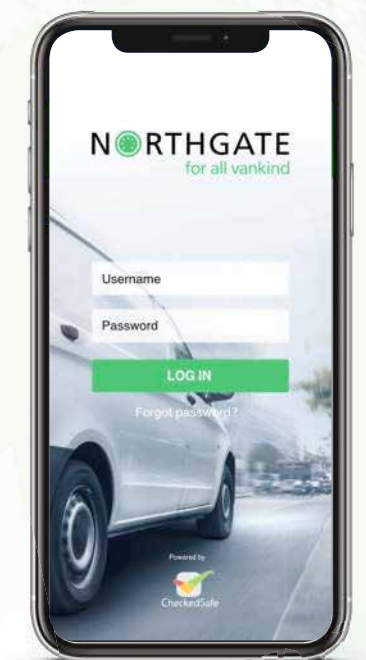 NORTHGATE
for all vankind
Username
Password
LOG IN
Forgot password?
Powered by
CheckedSafe